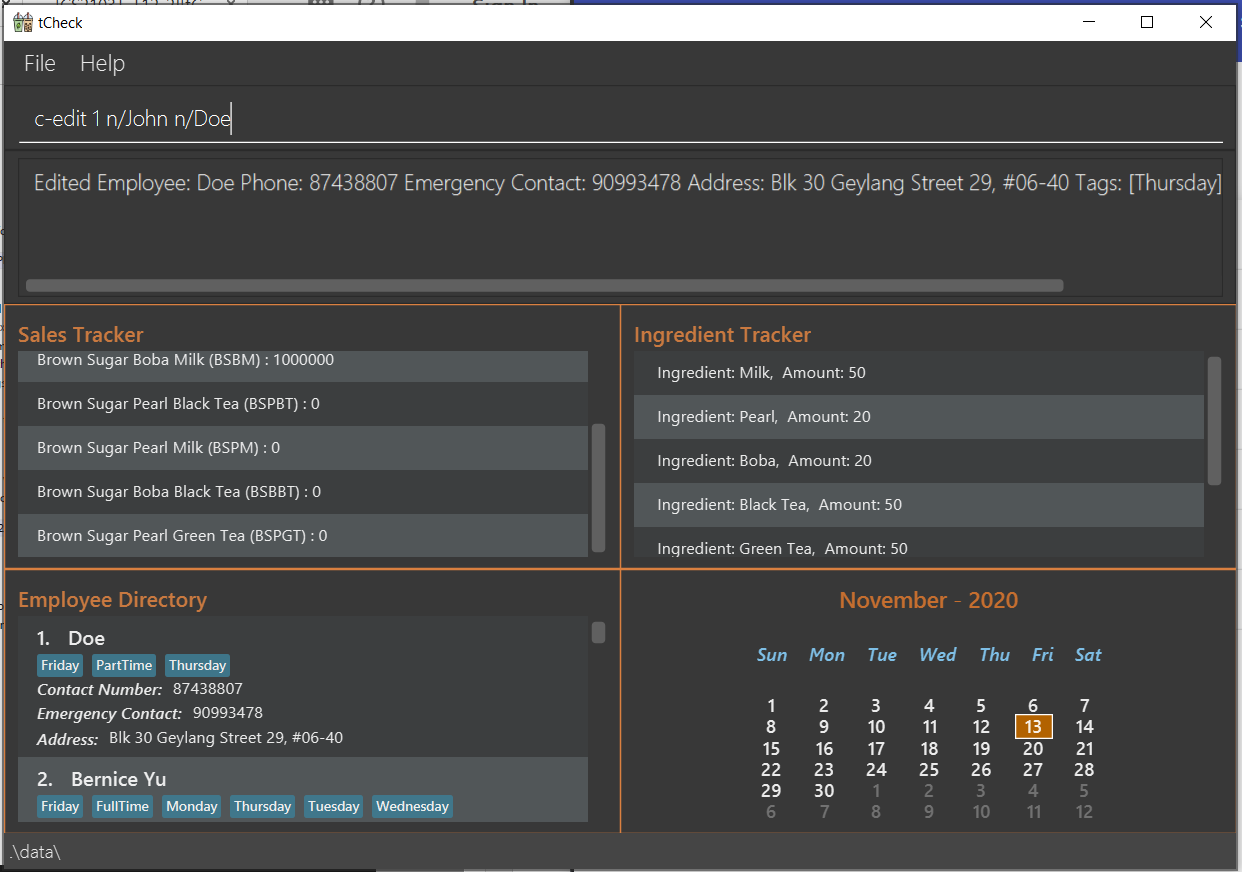 tCheck
File Help
c-edit 1 n/John n/Doe
Edited Employee: Doe Phone: 87438807 Emergency Contact: 90993478 Address: Blk 30 Geylang Street 29, #06-40 Tags: [Thursday]
Sales Tracker
Brown Sugar Boba Milk (BSBM) : 1000000
Brown Sugar Pearl Black Tea (BSPBT) : 0
Brown Sugar Pearl Milk (BSPM) : 0
Brown Sugar Boba Black Tea (BSBBT) : 0
Brown Sugar Pearl Green Tea (BSPGT) : 0
Ingredient Tracker
Ingredient: Milk,  Amount: 50
Ingredient: Pearl,  Amount: 20
Ingredient: Boba,  Amount: 20
Ingredient: Black Tea,  Amount: 50
Ingredient: Green Tea,  Amount: 50
Employee Directory
1. Doe
Friday PartTime Thursday
Contact Number: 87438807
Emergency Contact: 90993478
Address: Blk 30 Geylang Street 29, #06-40
2. Bernice Yu
Friday FullTime Monday Thursday Tuesday Wednesday
November - 2020
Sun Mon Tue Wed Thu Fri Sat
1 2 3 4 5 6 7
8 9 10 11 12 13 14
15 16 17 18 19 20 21
22 23 24 25 26 27 28
29 30 1 2 3 4 5
6 7 8 9 10 11 12
.\data\